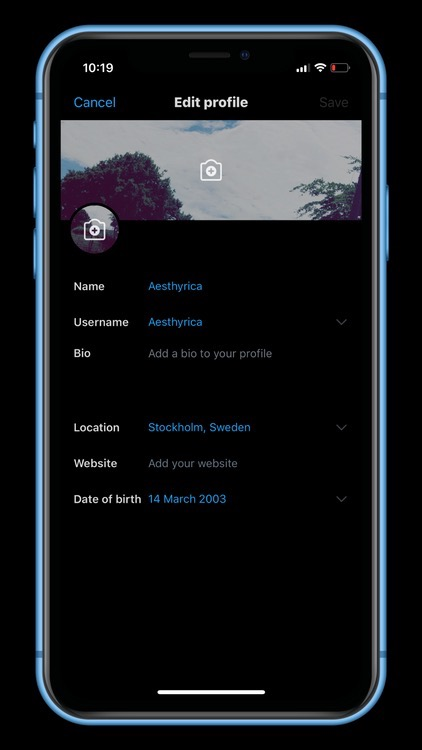 10:19
Cancel Edit profile Save
Name Aesthyrica
Username Aesthyrica
Bio Add a bio to your profile
Location Stockholm, Sweden
Website Add your website
Date of birth 14 March 2003